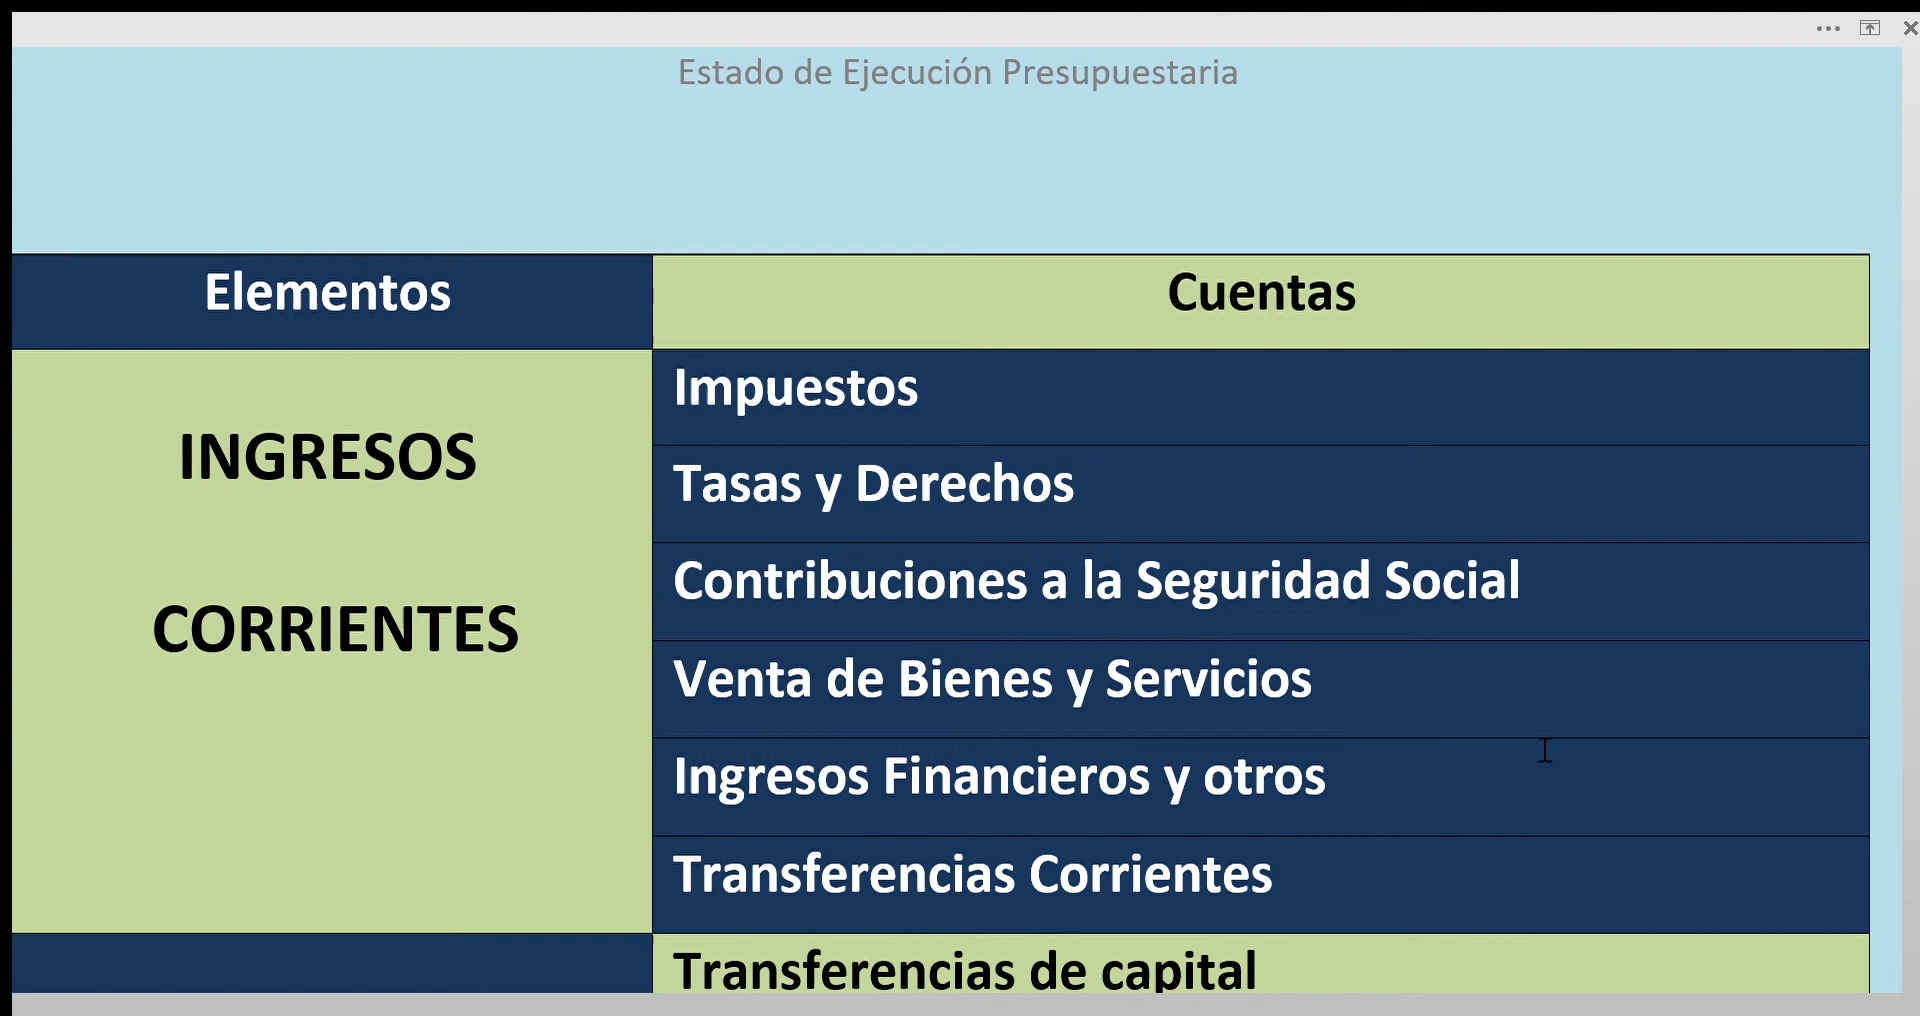 Estado de Ejecución Presupuestaria
Elementos
Cuentas
INGRESOS
CORRIENTES
Impuestos
Tasas y Derechos
Contribuciones a la Seguridad Social
Venta de Bienes y Servicios
Ingresos Financieros y otros
Transferencias Corrientes
Transferencias de capital